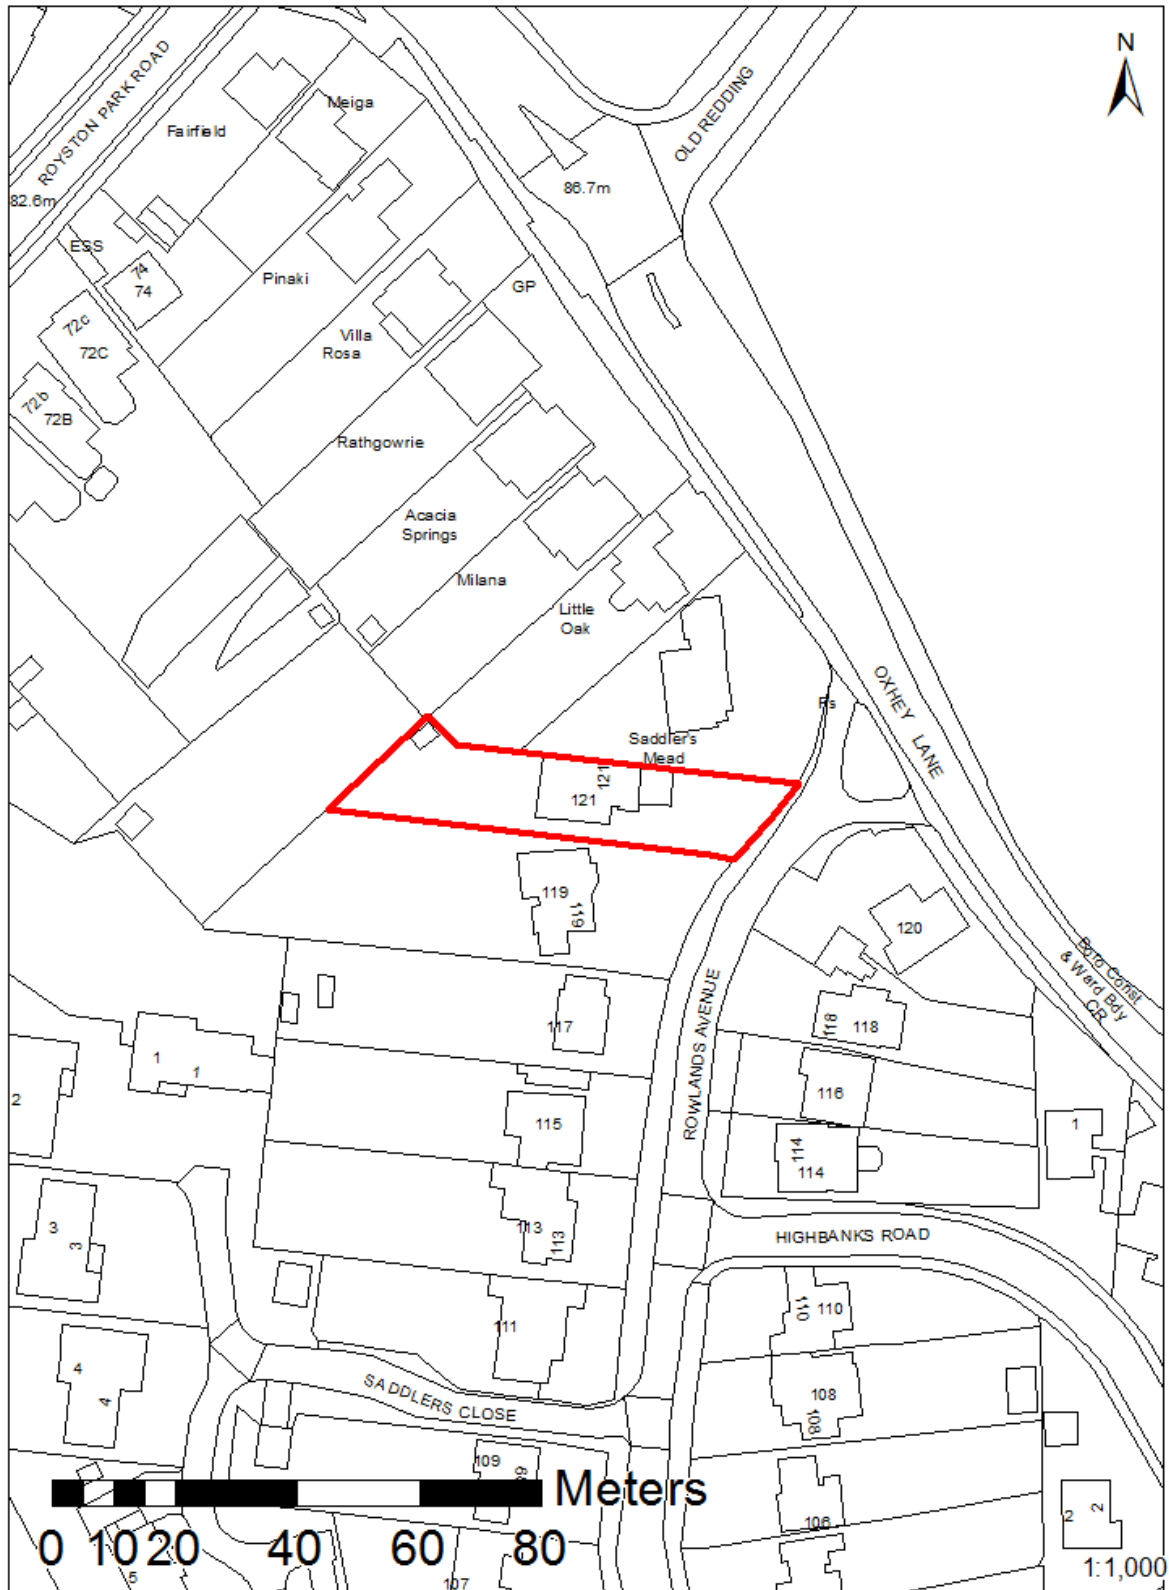 N
ROYSTON PARK ROAD
Fairfield
Meiga
OLD REDDING
82.6m
86.7m
ESS
74
74
Pinaki
GP
72c
72C
Villa
Rosa
72b
72B
Rathgowrie
Acacia
Springs
Milana
Little
Oak
OXHEY LANE
Saddler's
Mead
121
121
119
119
120
Boro Const
& Ward Bdy
CR
117
ROWLANDS AVENUE
118
118
1
1
2
116
115
114
114
1
113
113
3
3
HIGHBANKS ROAD
111
110
110
4
4
SADDLERS CLOSE
108
108
109
106
2
2
5
107
Meters
0 10 20 40 60 80
1:1,000